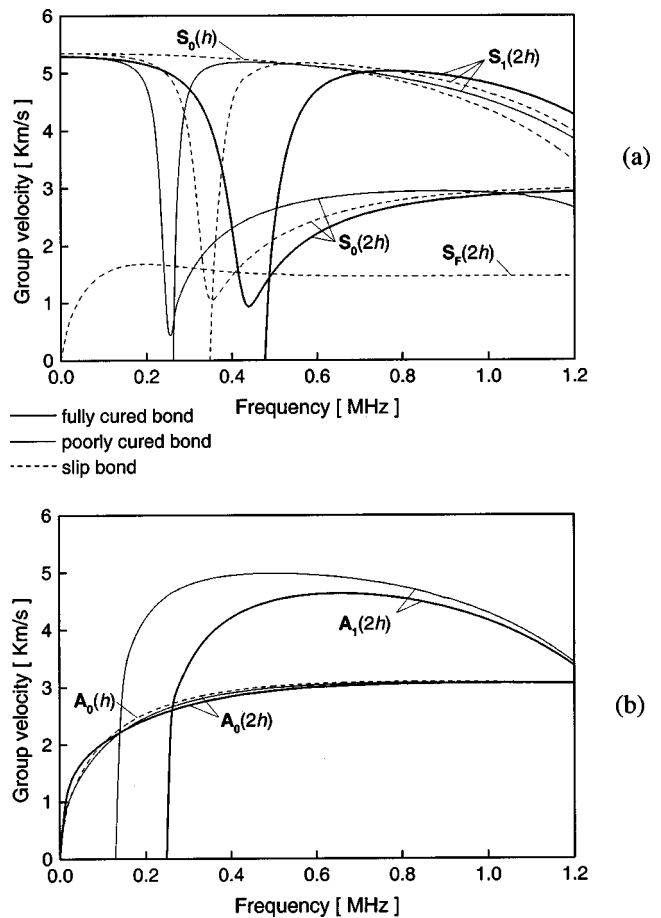 6
5
4
3
2
1
0
Group velocity [ Km/s ]
S0(h)
S1(2h)
S0(2h)
SF(2h)
0.0 0.2 0.4 0.6 0.8 1.0 1.2
Frequency [ MHz ]
(a)
fully cured bond
poorly cured bond
slip bond
6
5
4
3
2
1
0
Group velocity [ Km/s ]
A1(2h)
A0(h)
A0(2h)
0.0 0.2 0.4 0.6 0.8 1.0 1.2
Frequency [ MHz ]
(b)